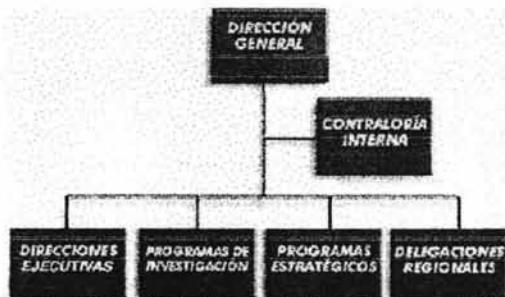 DIRECCIÓN
GENERAL
CONTRALORÍA
INTERNA
DIRECCIONES
EJECUTIVAS
PROGRAMAS DE
INVESTIGACIÓN
PROGRAMAS
ESTRATÉGICOS
DELEGACIONES
REGIONALES